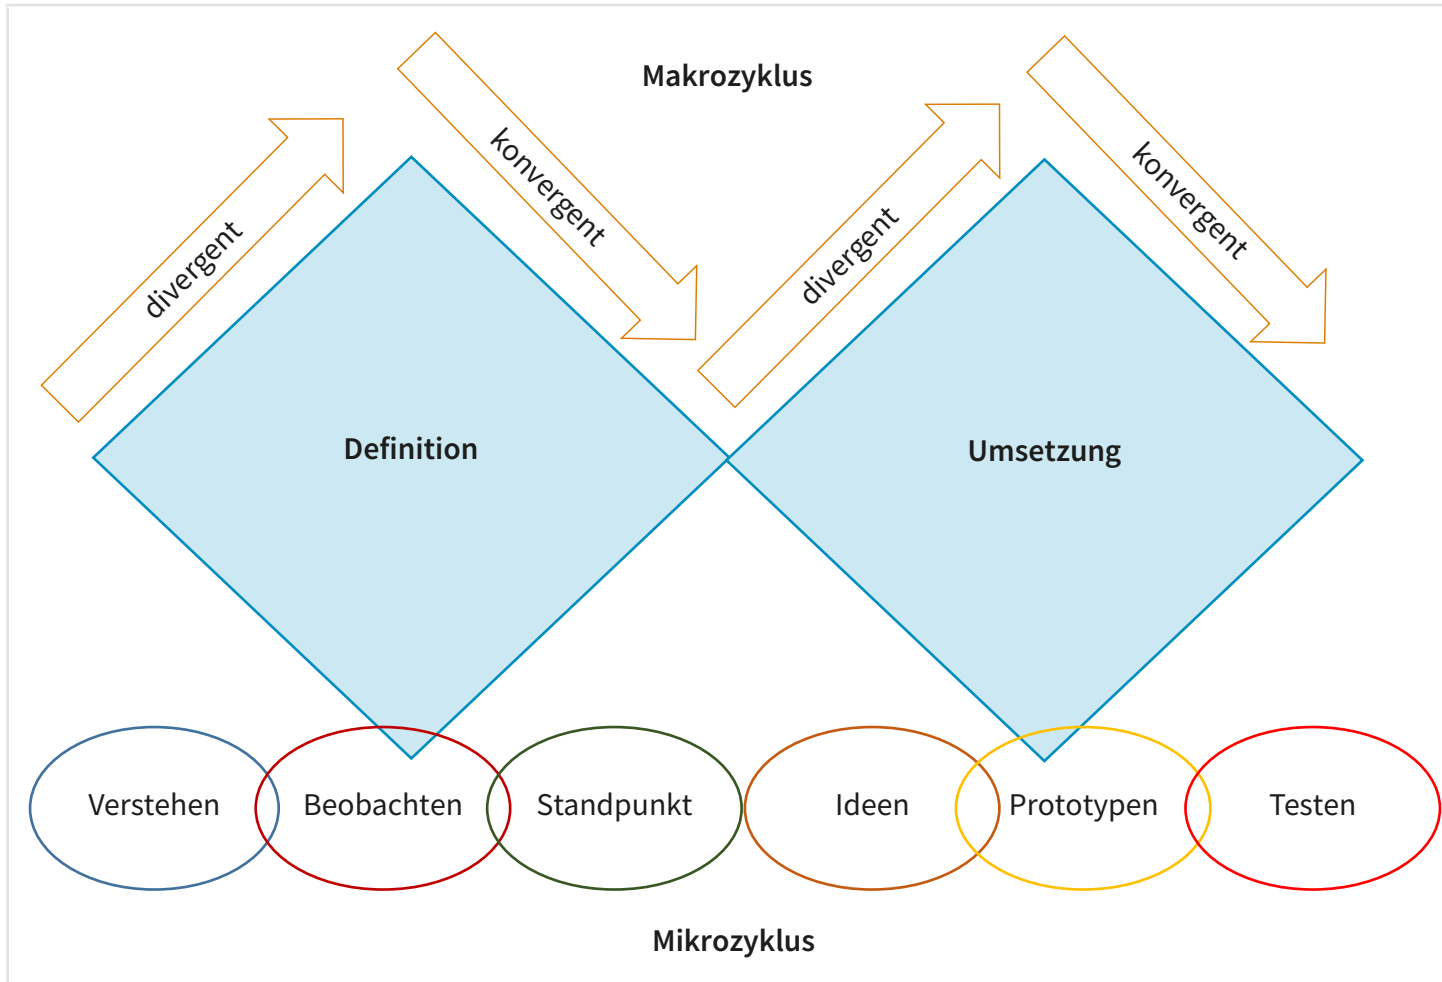 Makrozyklus
divergent
konvergent
divergent
konvergent
Definition
Umsetzung
Verstehen
Beobachten
Standpunkt
Ideen
Prototypen
Testen
Mikrozyklus